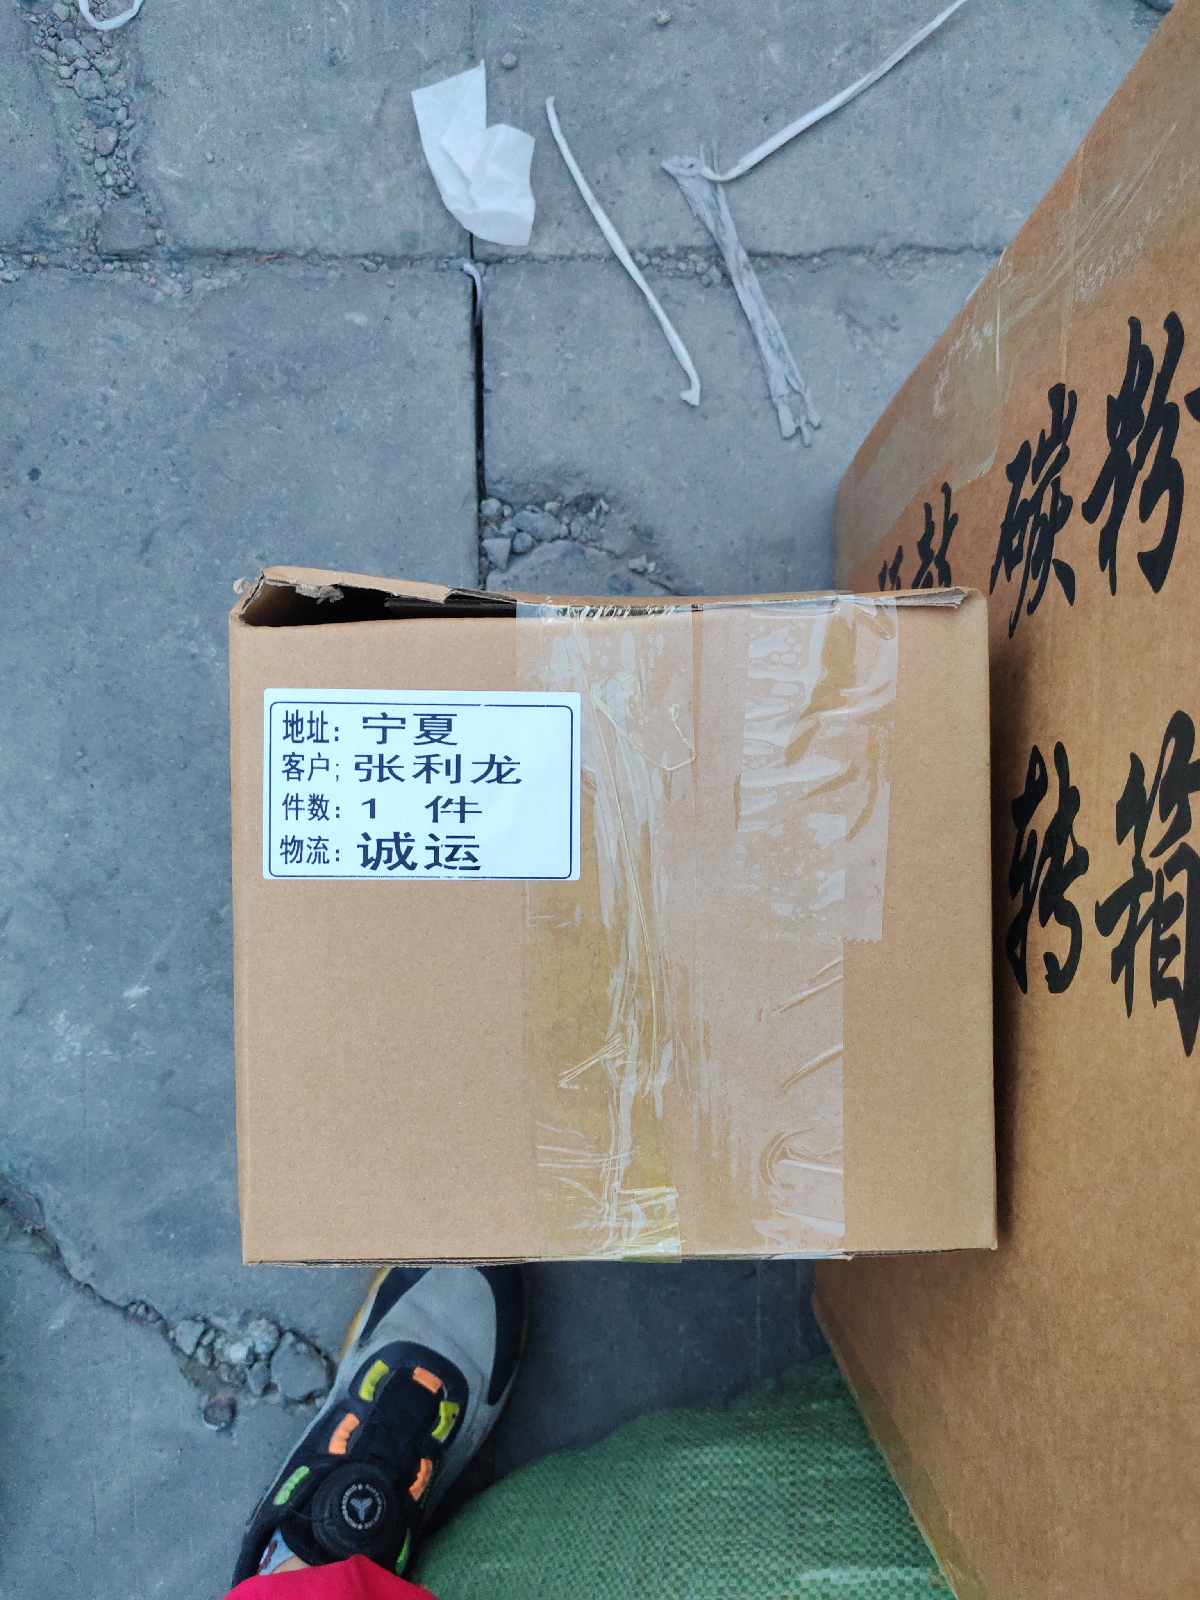 地址：宁夏
客户：张利龙
件数：1 件
物流：诚运
碳粉
转箱